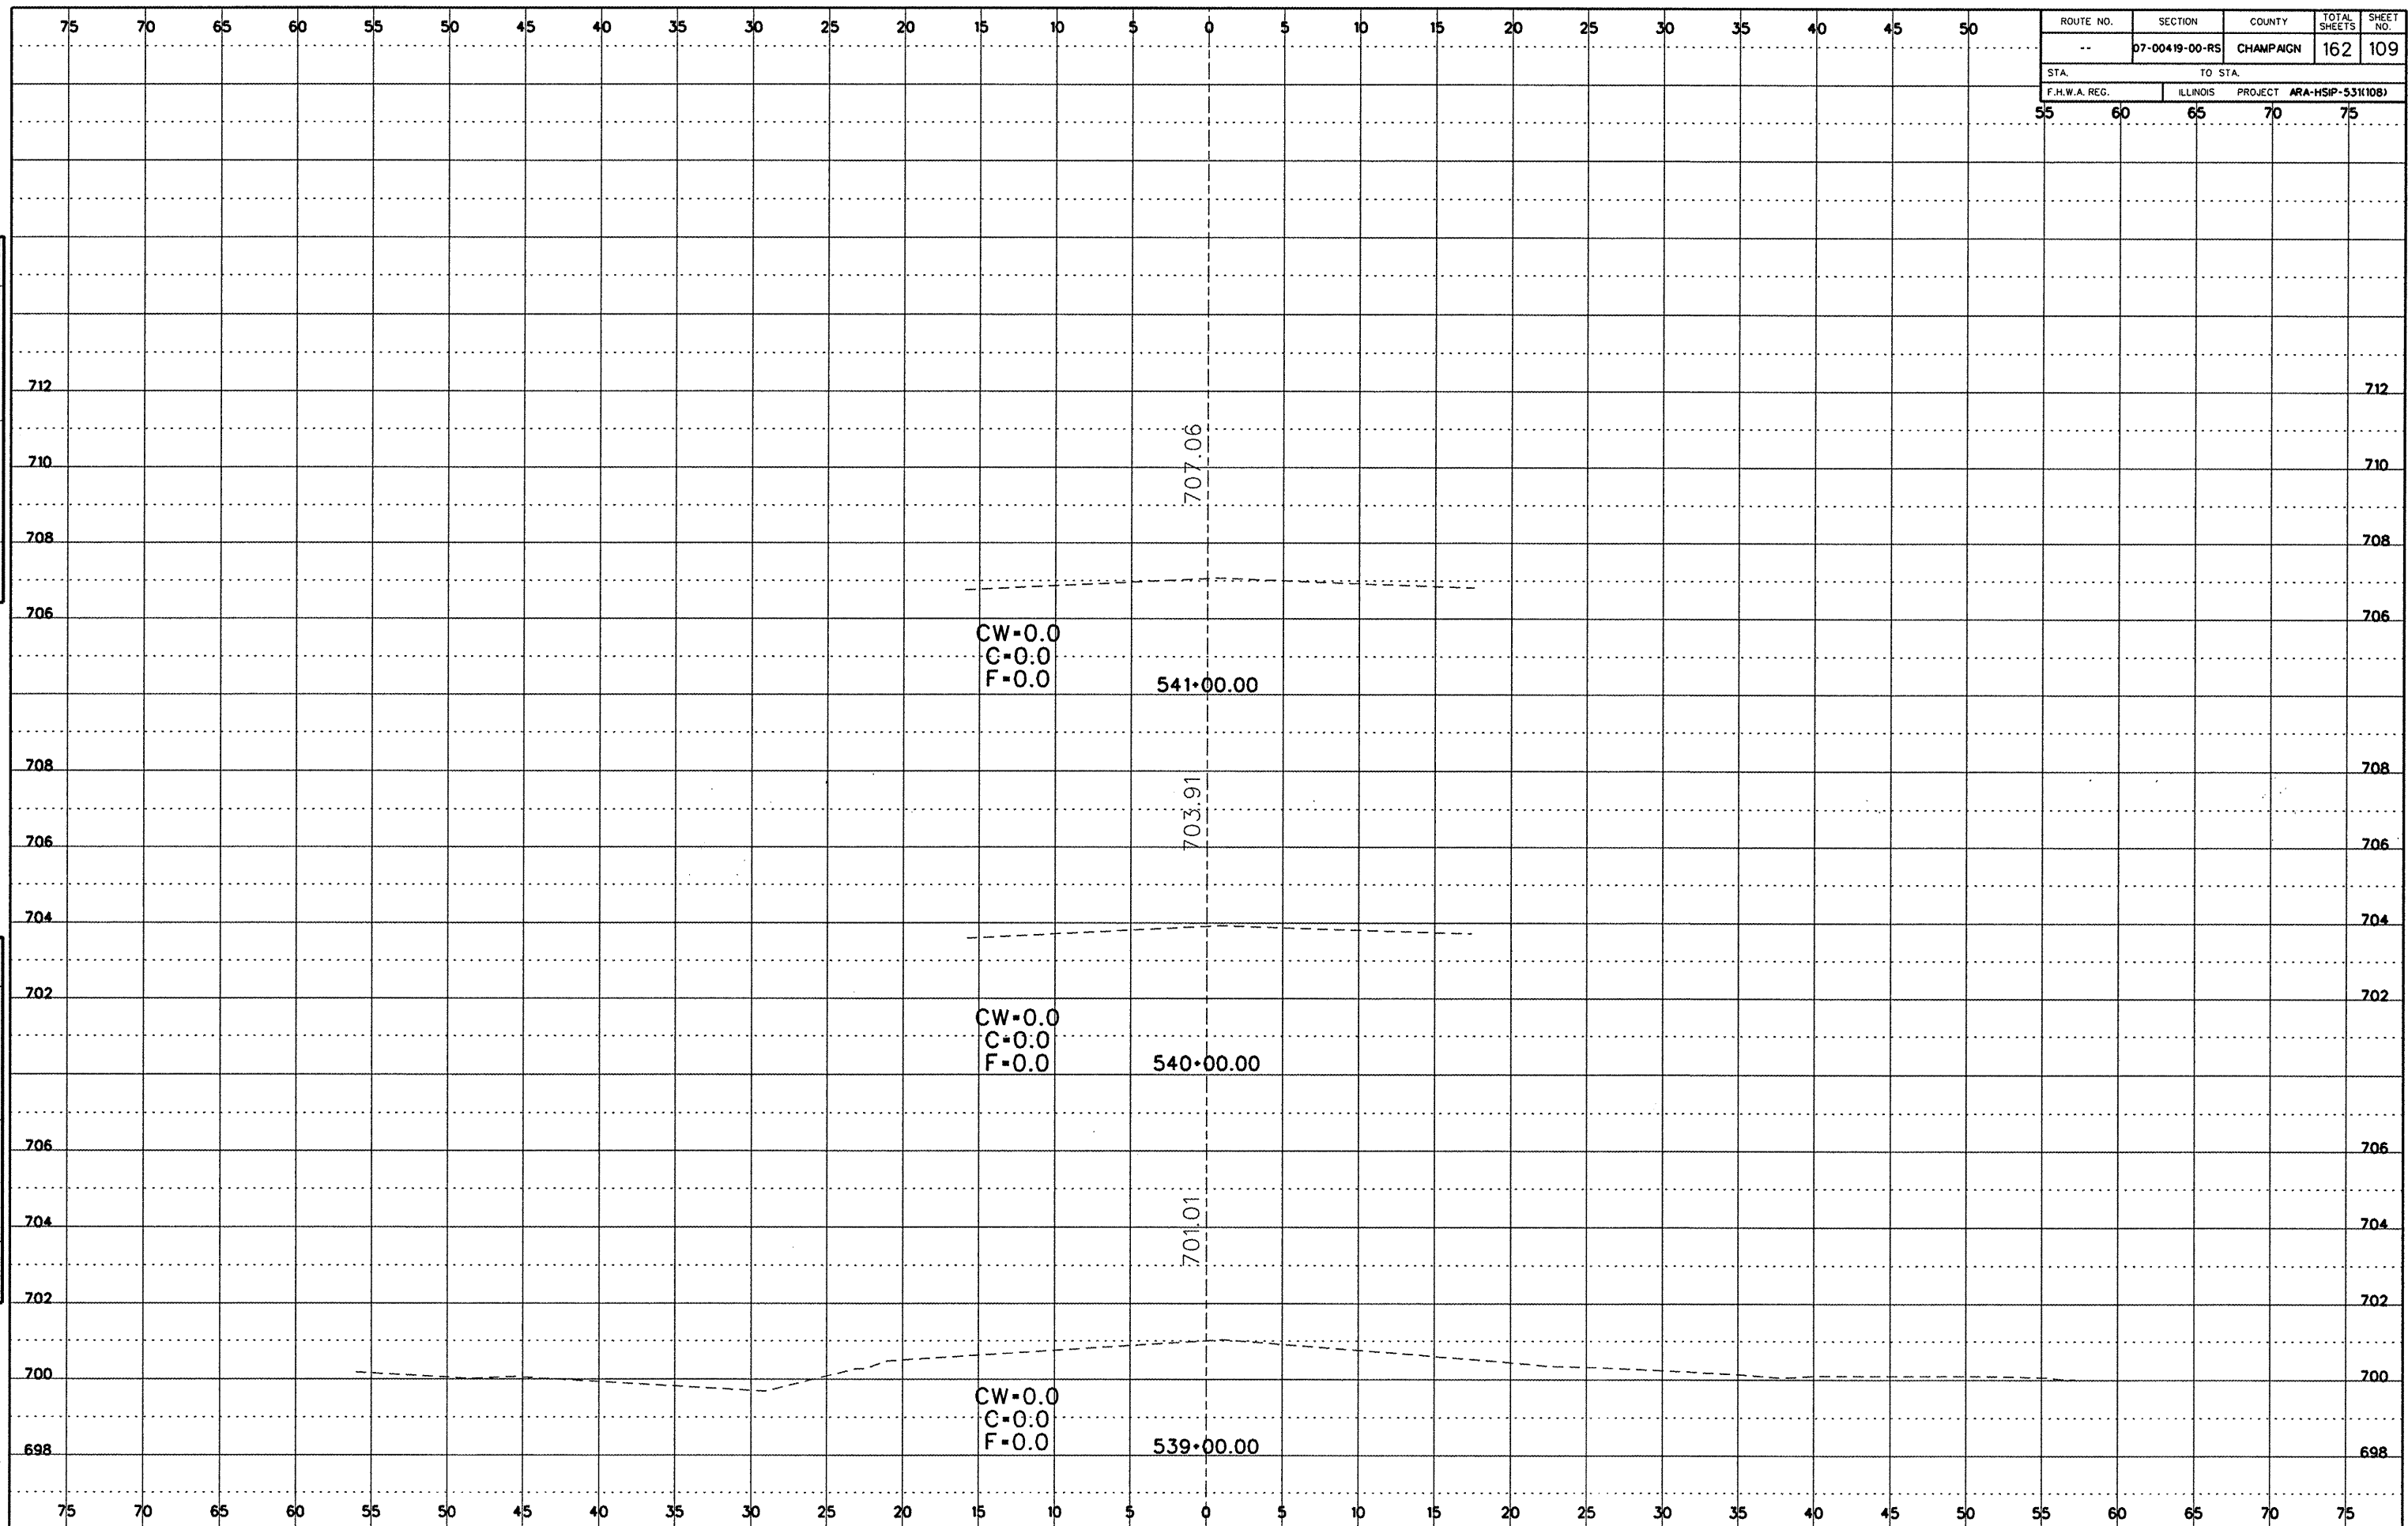 75 70 65 60 55 50 45 40 35 30 25 20 15 10 5 0 5 10 15 20 25 30 35 40 45 50
ROUTE NO. SECTION COUNTY TOTAL SHEETS SHEET NO.
-- 07-00419-00-RS CHAMPAIGN 162 109
STA. TO STA.
F.H.W.A. REG. ILLINOIS PROJECT ARA-HSIP-5311(108)
55 60 65 70 75
712 712
707.06
710 710
708 708
706 706
CW=0.0
C=0.0
F=0.0 541+00.00
708 708
703.91
706 706
704 704
702 702
CW=0.0
C=0.0
F=0.0 540+00.00
706 706
704 704
701.01
702 702
700 700
CW=0.0
C=0.0
F=0.0 539+00.00
698 698
75 70 65 60 55 50 45 40 35 30 25 20 15 10 5 0 5 10 15 20 25 30 35 40 45 50 55 60 65 70 75